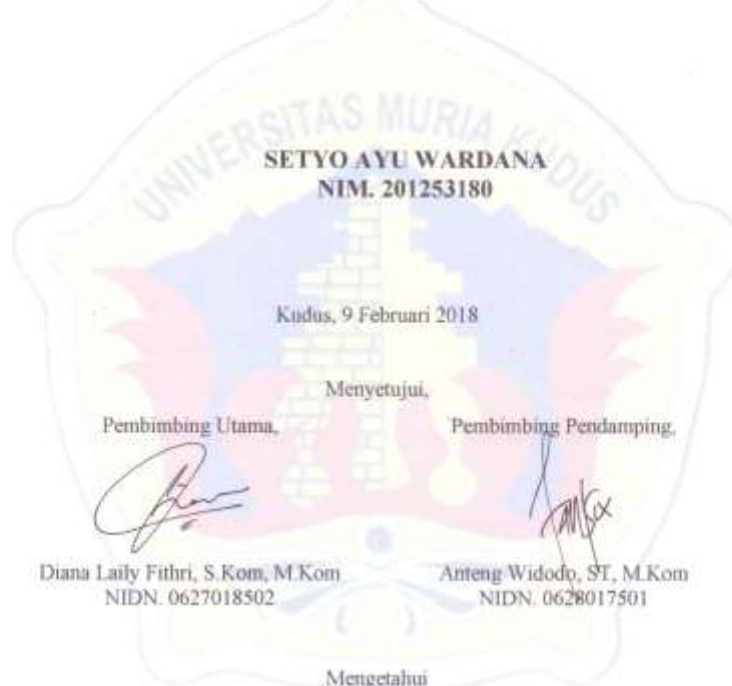 UNIVERSITAS MURIA KUDUS
SETYO AYU WARDANA
NIM. 201253180
Kudus, 9 Februari 2018
Menyetujui,
Pembimbing Utama,
Pembimbing Pendamping,
Diana Laily Fithri, S.Kom, M.Kom
NIDN. 0627018502
Anteng Widodo, ST, M.Kom
NIDN. 0628017501
Mengetahui